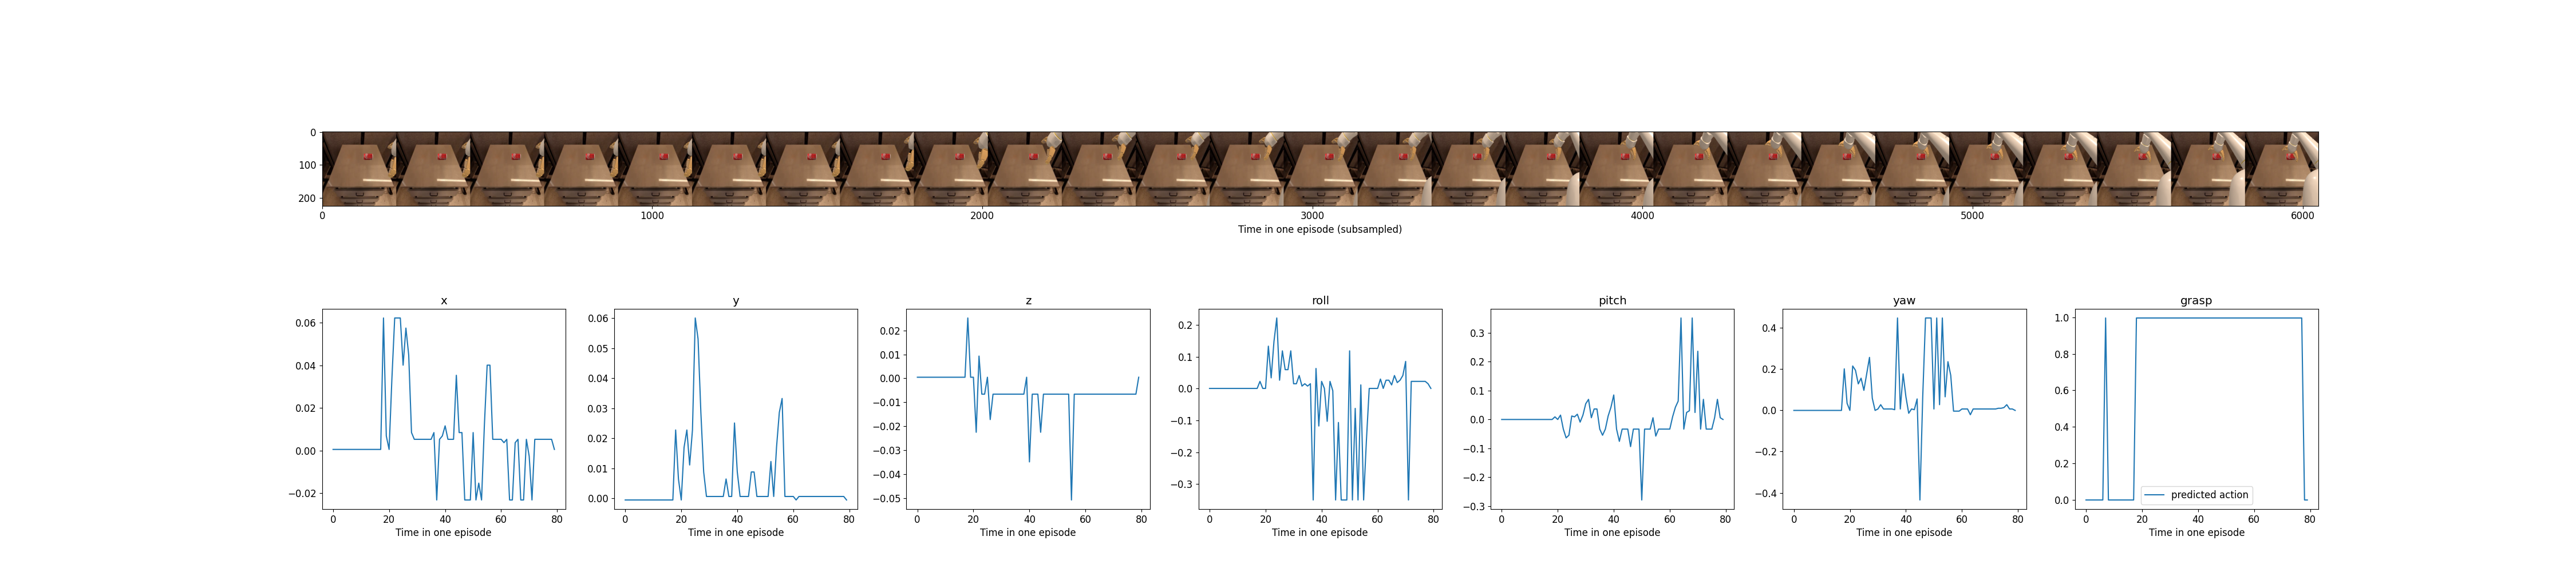 0
100
200
0 1000 2000 3000 4000 5000 6000
Time in one episode (subsampled)
x
0.06
0.04
0.02
0.00
−0.02
0 20 40 60 80
Time in one episode
y
0.06
0.05
0.04
0.03
0.02
0.01
0.00
0 20 40 60 80
Time in one episode
z
0.02
0.01
0.00
−0.01
−0.02
−0.03
−0.04
−0.05
0 20 40 60 80
Time in one episode
roll
0.2
0.1
0.0
−0.1
−0.2
−0.3
0 20 40 60 80
Time in one episode
pitch
0.3
0.2
0.1
0.0
−0.1
−0.2
−0.3
0 20 40 60 80
Time in one episode
yaw
0.4
0.2
0.0
−0.2
−0.4
0 20 40 60 80
Time in one episode
grasp
1.0
0.8
0.6
0.4
0.2
0.0
predicted action
0 20 40 60 80
Time in one episode